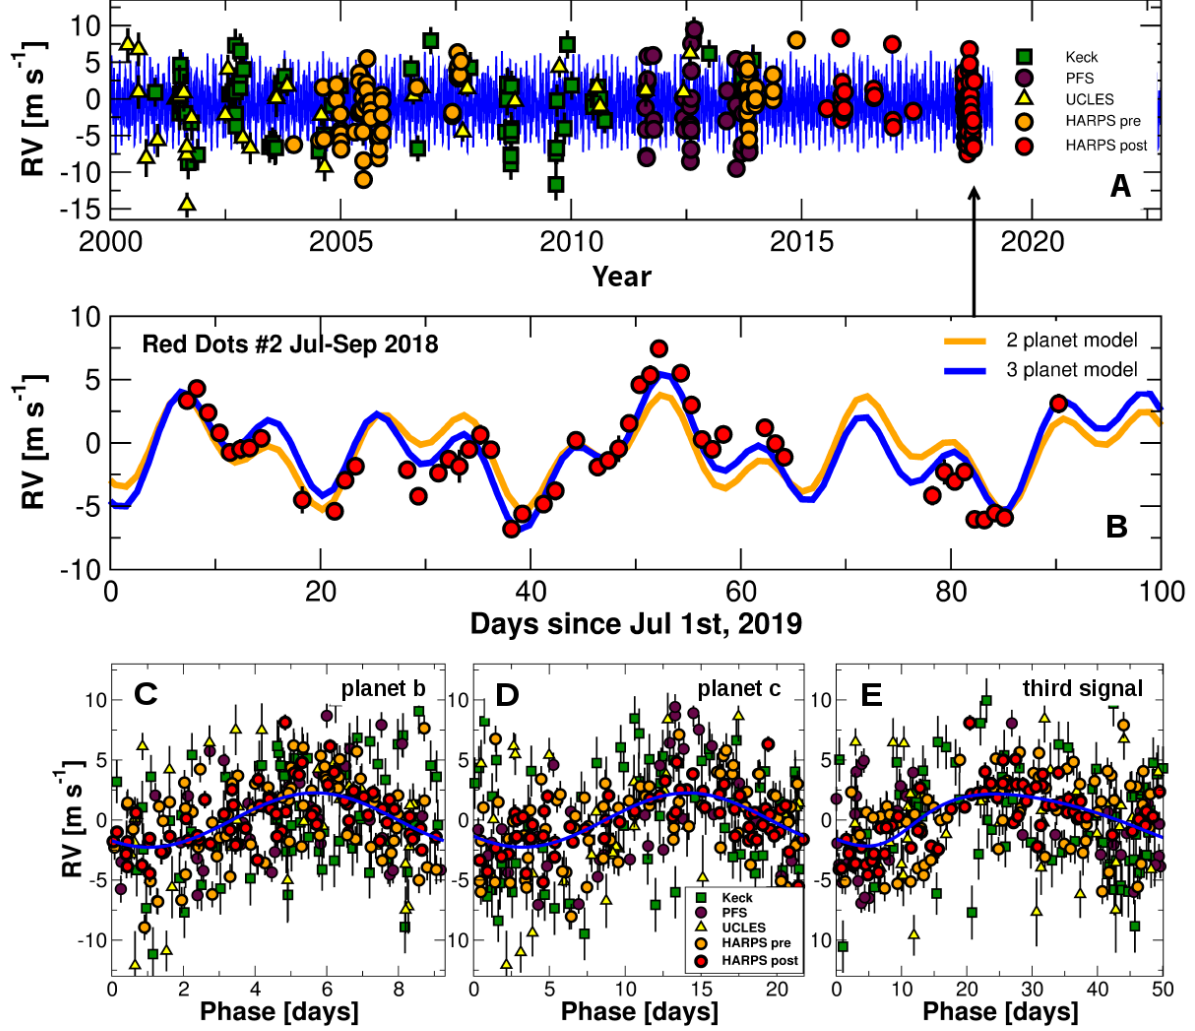 10
5
0
-5
-10
-15
RV [m s-1]
Keck
PFS
UCLES
HARPS pre
HARPS post
A
2000
2005
2010
2015
2020
Year
10
5
0
-5
-10
RV [m s-1]
Red Dots #2 Jul-Sep 2018
2 planet model
3 planet model
B
0
20
40
60
80
100
Days since Jul 1st, 2019
10
5
0
-5
-10
RV [m s-1]
C
planet b
0
2
4
6
8
Phase [days]
10
5
0
-5
10
D
planet c
Keck
PFS
UCLES
HARPS pre
HARPS post
0
5
10
15
20
Phase [days]
10
5
0
-5
10
E
third signal
0
10
20
30
40
50
Phase [days]